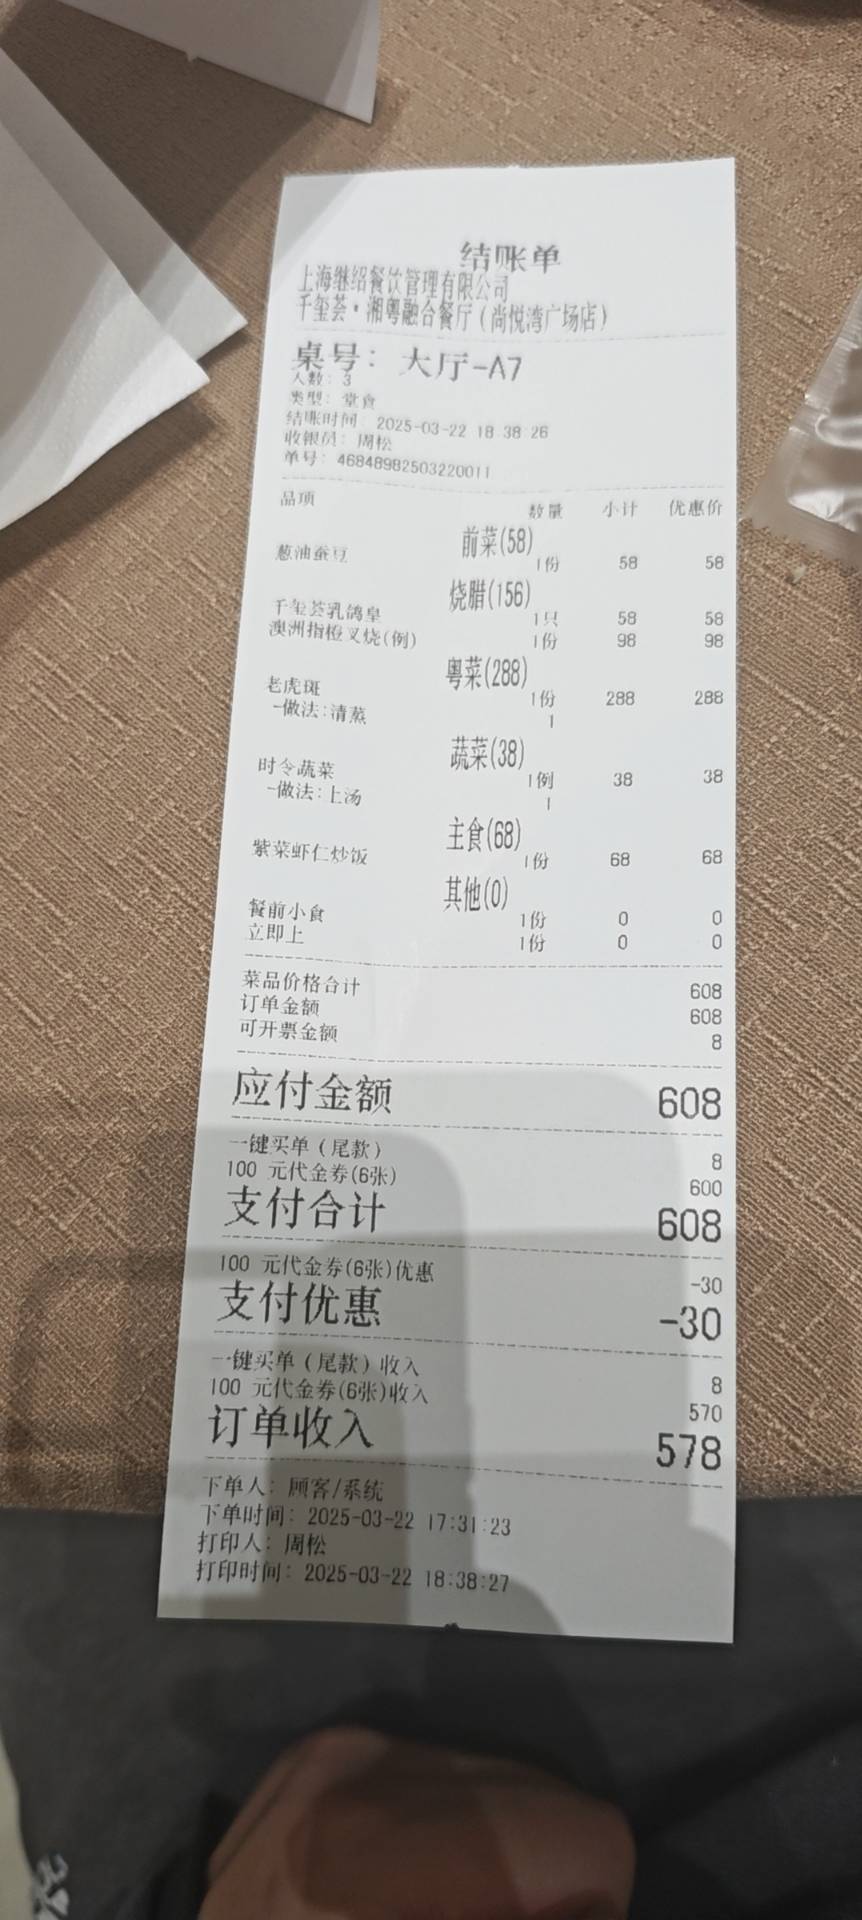 结账单
上海继绍餐饮管理有限公司
千玺荟·湘粤融合餐厅(尚悦湾广场店)
桌号: 大厅-A7
人数: 3
类型: 堂食
结账时间: 2025-03-22 18:38:26
收银员: 周松
单号: 46848982503220011
品项 数量 小计 优惠价
前菜(58)
葱油蚕豆 1份 58 58
烧腊(156)
千玺荟乳鸽皇 1只 58 58
澳洲指橙叉烧(例) 1份 98 98
粤菜(288)
老虎斑 1份 288 288
-做法:清蒸 1
蔬菜(38)
时令蔬菜 1例 38 38
-做法:上汤 1
主食(68)
紫菜虾仁炒饭 1份 68 68
其他(0)
餐前小食 1份 0 0
立即上 1份 0 0
菜品价格合计 608
订单金额 608
可开票金额 8
应付金额 608
一键买单(尾款) 8
100 元代金券(6张) 600
支付合计 608
100 元代金券(6张)优惠 -30
支付优惠 -30
一键买单(尾款)收入 8
100 元代金券(6张)收入 570
订单收入 578
下单人: 顾客/系统
下单时间: 2025-03-22 17:31:23
打印人: 周松
打印时间: 2025-03-22 18:38:27